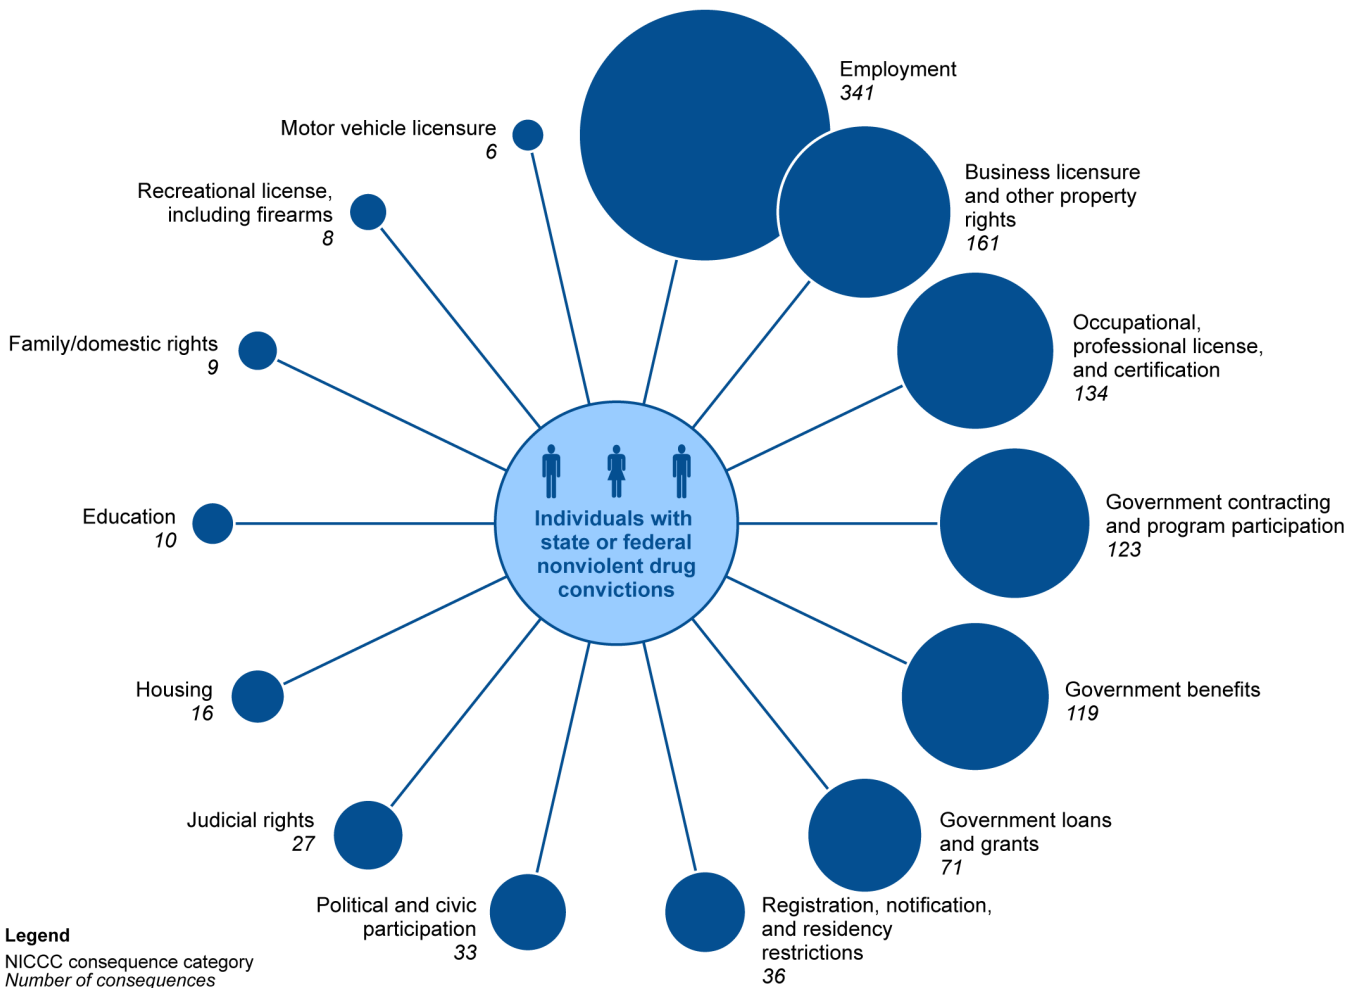 Employment
341
Business licensure
and other property
rights
161
Occupational,
professional license,
and certification
134
Government contracting
and program participation
123
Government benefits
119
Government loans
and grants
71
Registration, notification,
and residency
restrictions
36
Political and civic
participation
33
Judicial rights
27
Housing
16
Education
10
Family/domestic rights
9
Recreational license,
including firearms
8
Motor vehicle licensure
6
Individuals with
state or federal
nonviolent drug
convictions
Legend
NICCC consequence category
Number of consequences